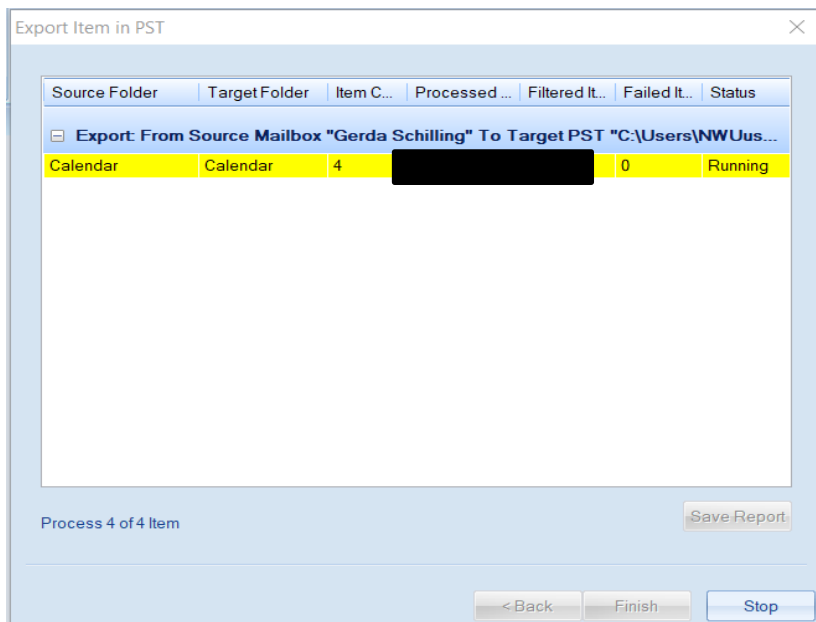 Export Item in PST
Source Folder Target Folder Item C... Processed ... Filtered It... Failed It... Status
Export: From Source Mailbox "Gerda Schilling" To Target PST "C:\Users\NWUus...
Calendar Calendar 4 0 Running
Process 4 of 4 Item
Save Report
< Back Finish Stop